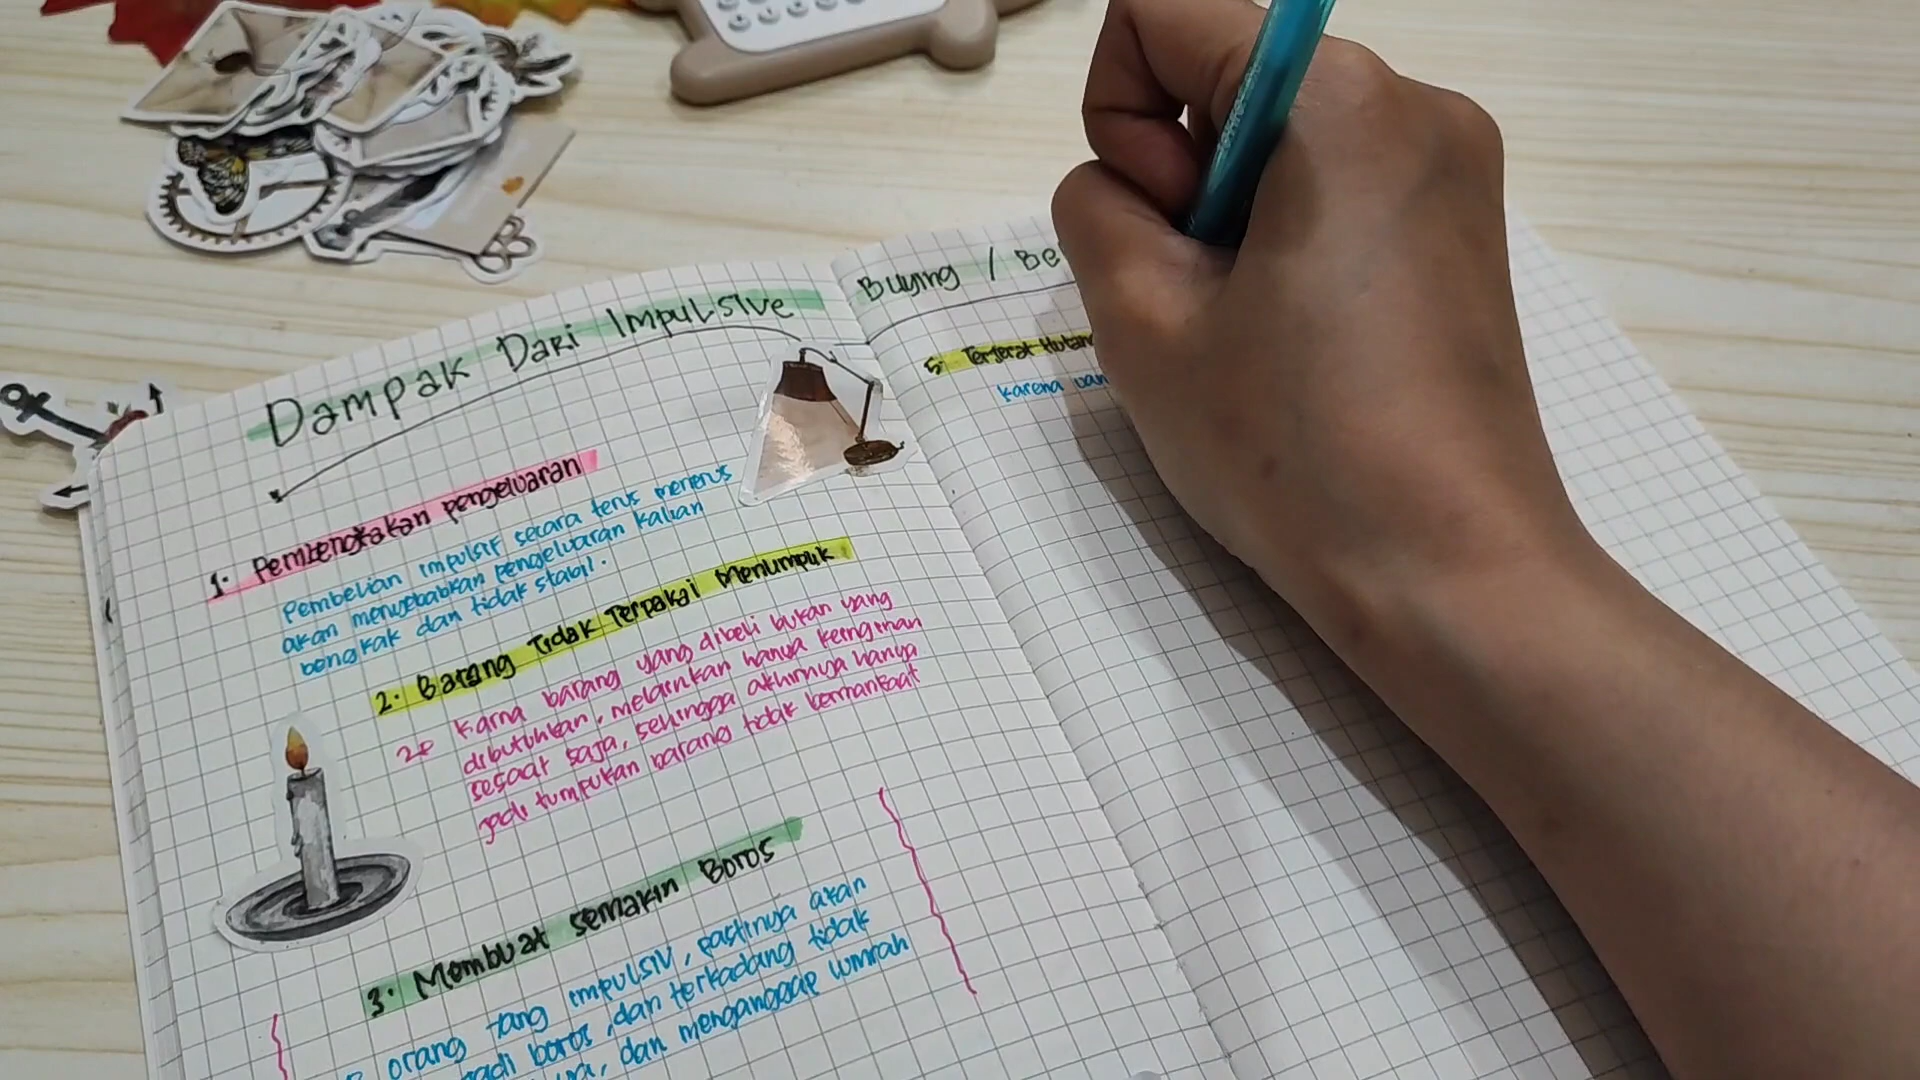 Dampak Dari Impulsive Buying / Be
1. Pembengkakan pengeluaran
Pembelian impulsif secara terus menerus
akan menyebabkan pengeluaran kalian
bengkak dan tidak stabil.
2. Barang Tidak Terpakai Menumpuk
Karna barang yang dibeli bukan yang
dibutuhkan, melainkan hanya keinginan
sesaat saja, sehingga akhirnya hanya
jadi tumpukan barang tidak bermanfaat
3. Membuat semakin Boros
orang yang impulsiv, pastinya akan
boros, dan terkadang tidak
dan menganggap lumrah
5. Terjerat Hutan
karena